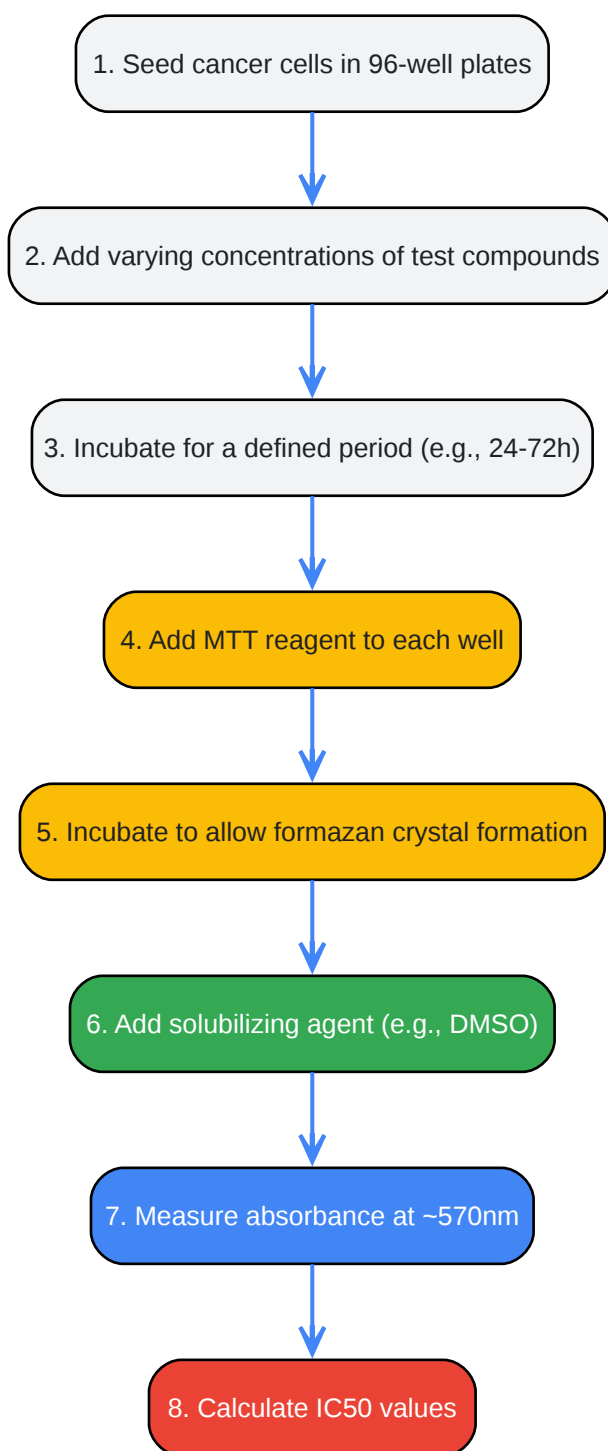 1. Seed cancer cells in 96-well plates
2. Add varying concentrations of test compounds
3. Incubate for a defined period (e.g., 24-72h)
4. Add MTT reagent to each well
5. Incubate to allow formazan crystal formation
6. Add solubilizing agent (e.g., DMSO)
7. Measure absorbance at ~570nm
8. Calculate IC50 values